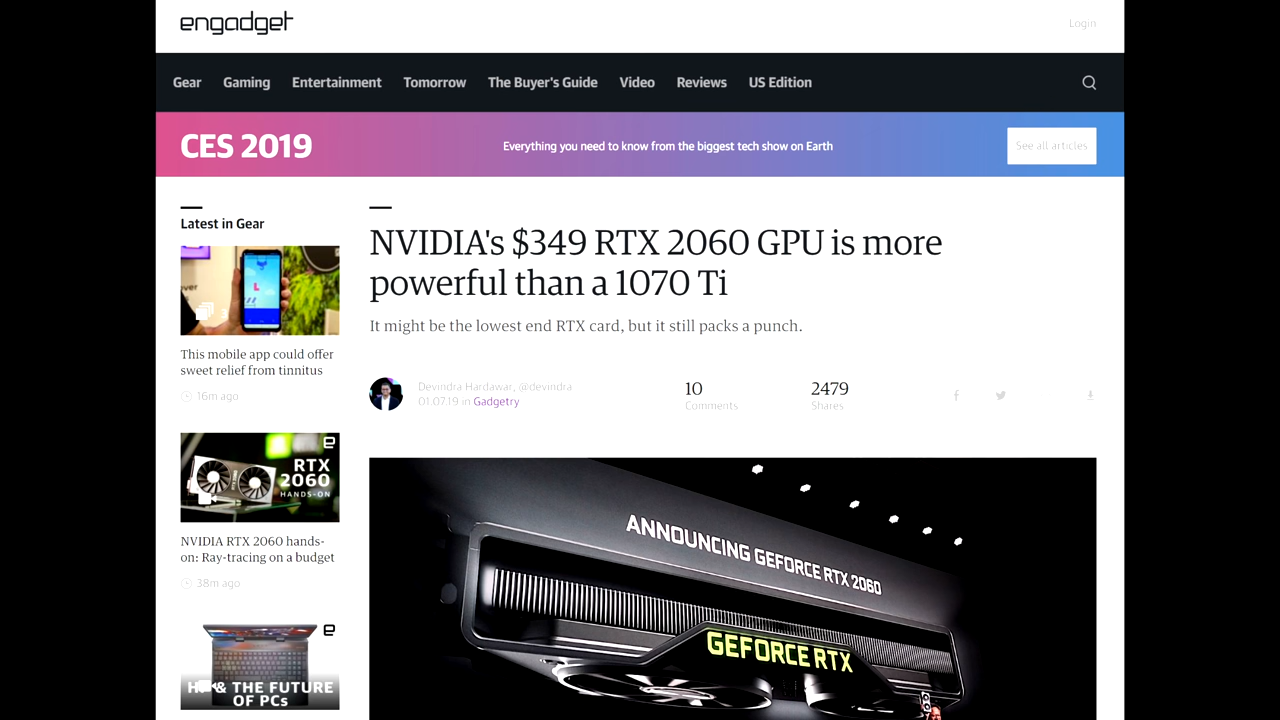 engadget
Login
Gear Gaming Entertainment Tomorrow The Buyer's Guide Video Reviews US Edition
CES 2019
Everything you need to know from the biggest tech show on Earth
See all articles
Latest in Gear
3
This mobile app could offer
sweet relief from tinnitus
16m ago
e
RTX
2060
HANDS-ON
NVIDIA RTX 2060 hands-
on: Ray-tracing on a budget
38m ago
e
& THE FUTURE
OF PCs
NVIDIA's $349 RTX 2060 GPU is more
powerful than a 1070 Ti
It might be the lowest end RTX card, but it still packs a punch.
Devindra Hardawar, @devindra
01.07.19 in Gadgetry
10
Comments
2479
Shares
ANNOUNCING GEFORCE RTX 2060
GEFORCE RTX